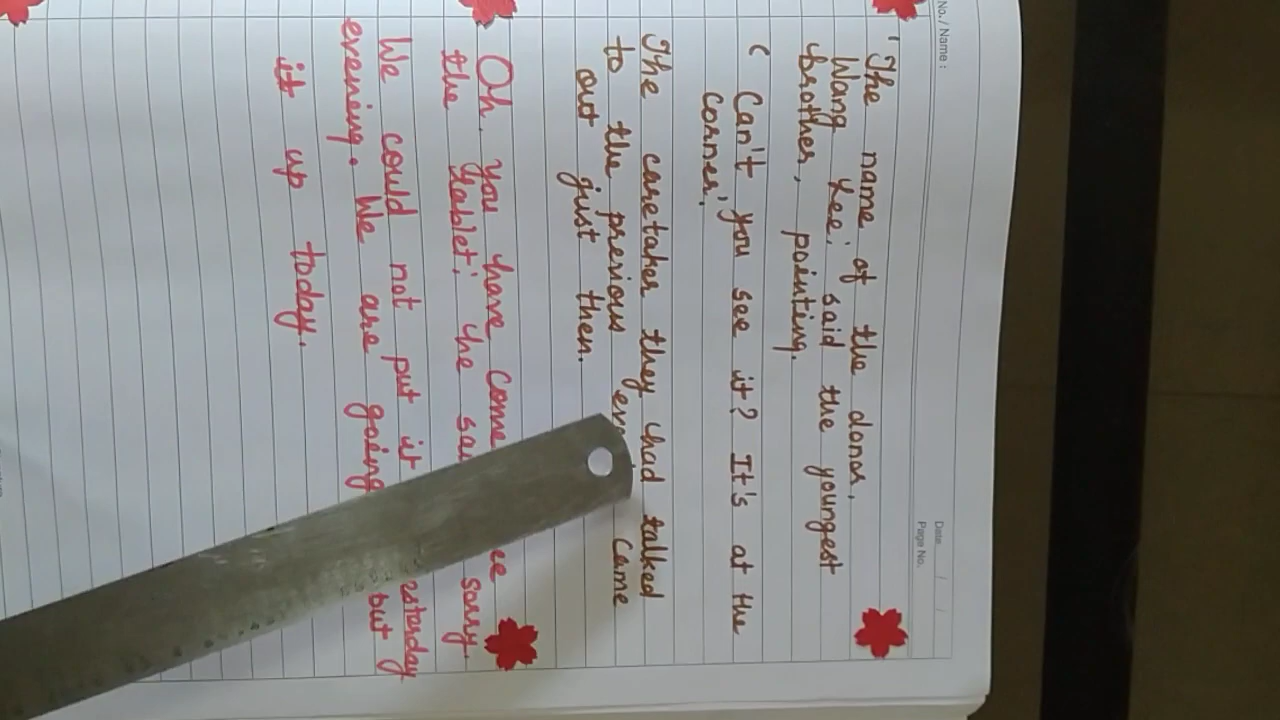 No. / Name :
Date / /
Page No.
'The name of the donar,
Wang Lee', said the youngest
brother, pointing.
( Can't you see it? It's at the
corner'.
The caretaker they had talked
to the previous came
out just then.
Oh, you have come
the tablet', he sorry.
We could not put it
evening. We are going but
it up today.